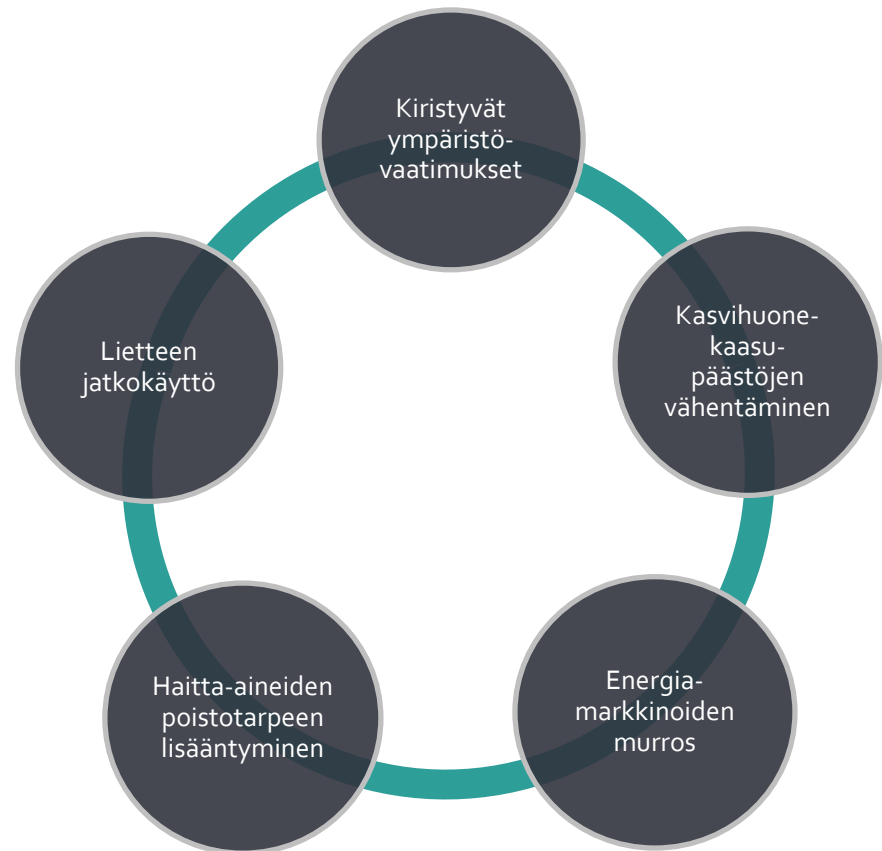 Kiristyvät
ympäristö-
vaatimukset
Kasvihuone-
kaasu-
päästöjen
vähentäminen
Energia-
markkinoiden
murros
Haitta-aineiden
poistotarpeen
lisääntyminen
Lietteen
jatkokäyttö